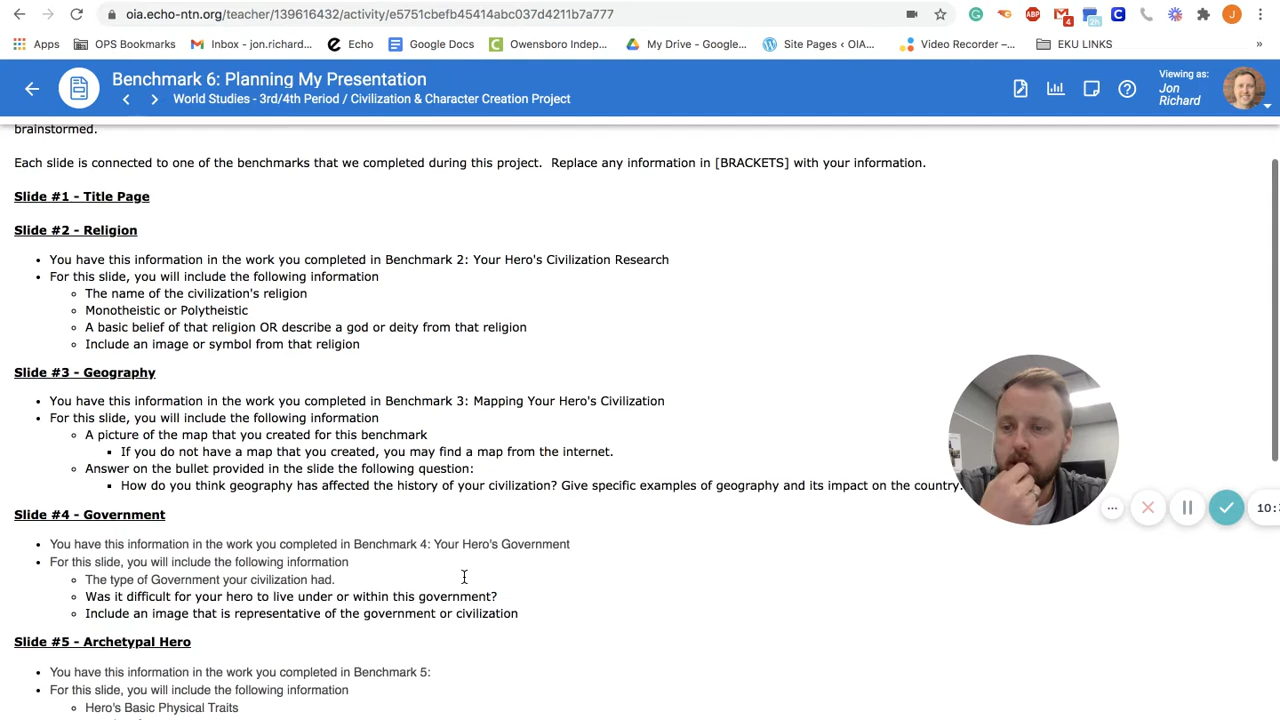 oia.echo-ntn.org/teacher/139616432/activity/e5751cbefb45414abc037d4211b7a777
4
2h
C
J
Apps
OPS Bookmarks
Inbox - jon.richard...
Echo
Google Docs
Owensboro Indep...
My Drive - Google...
Site Pages ‹ OIA...
Video Recorder –...
EKU LINKS
»
Benchmark 6: Planning My Presentation
World Studies - 3rd/4th Period / Civilization & Character Creation Project
Viewing as:
Jon
Richard
brainstormed.
Each slide is connected to one of the benchmarks that we completed during this project. Replace any information in [BRACKETS] with your information.
Slide #1 - Title Page
Slide #2 - Religion
• You have this information in the work you completed in Benchmark 2: Your Hero's Civilization Research
• For this slide, you will include the following information
The name of the civilization's religion
Monotheistic or Polytheistic
A basic belief of that religion OR describe a god or deity from that religion
Include an image or symbol from that religion
Slide #3 - Geography
• You have this information in the work you completed in Benchmark 3: Mapping Your Hero's Civilization
• For this slide, you will include the following information
A picture of the map that you created for this benchmark
If you do not have a map that you created, you may find a map from the internet.
Answer on the bullet provided in the slide the following question:
How do you think geography has affected the history of your civilization? Give specific examples of geography and its impact on the country.
Slide #4 - Government
• You have this information in the work you completed in Benchmark 4: Your Hero's Government
• For this slide, you will include the following information
The type of Government your civilization had.
Was it difficult for your hero to live under or within this government?
Include an image that is representative of the government or civilization
Slide #5 - Archetypal Hero
• You have this information in the work you completed in Benchmark 5:
• For this slide, you will include the following information
Hero's Basic Physical Traits